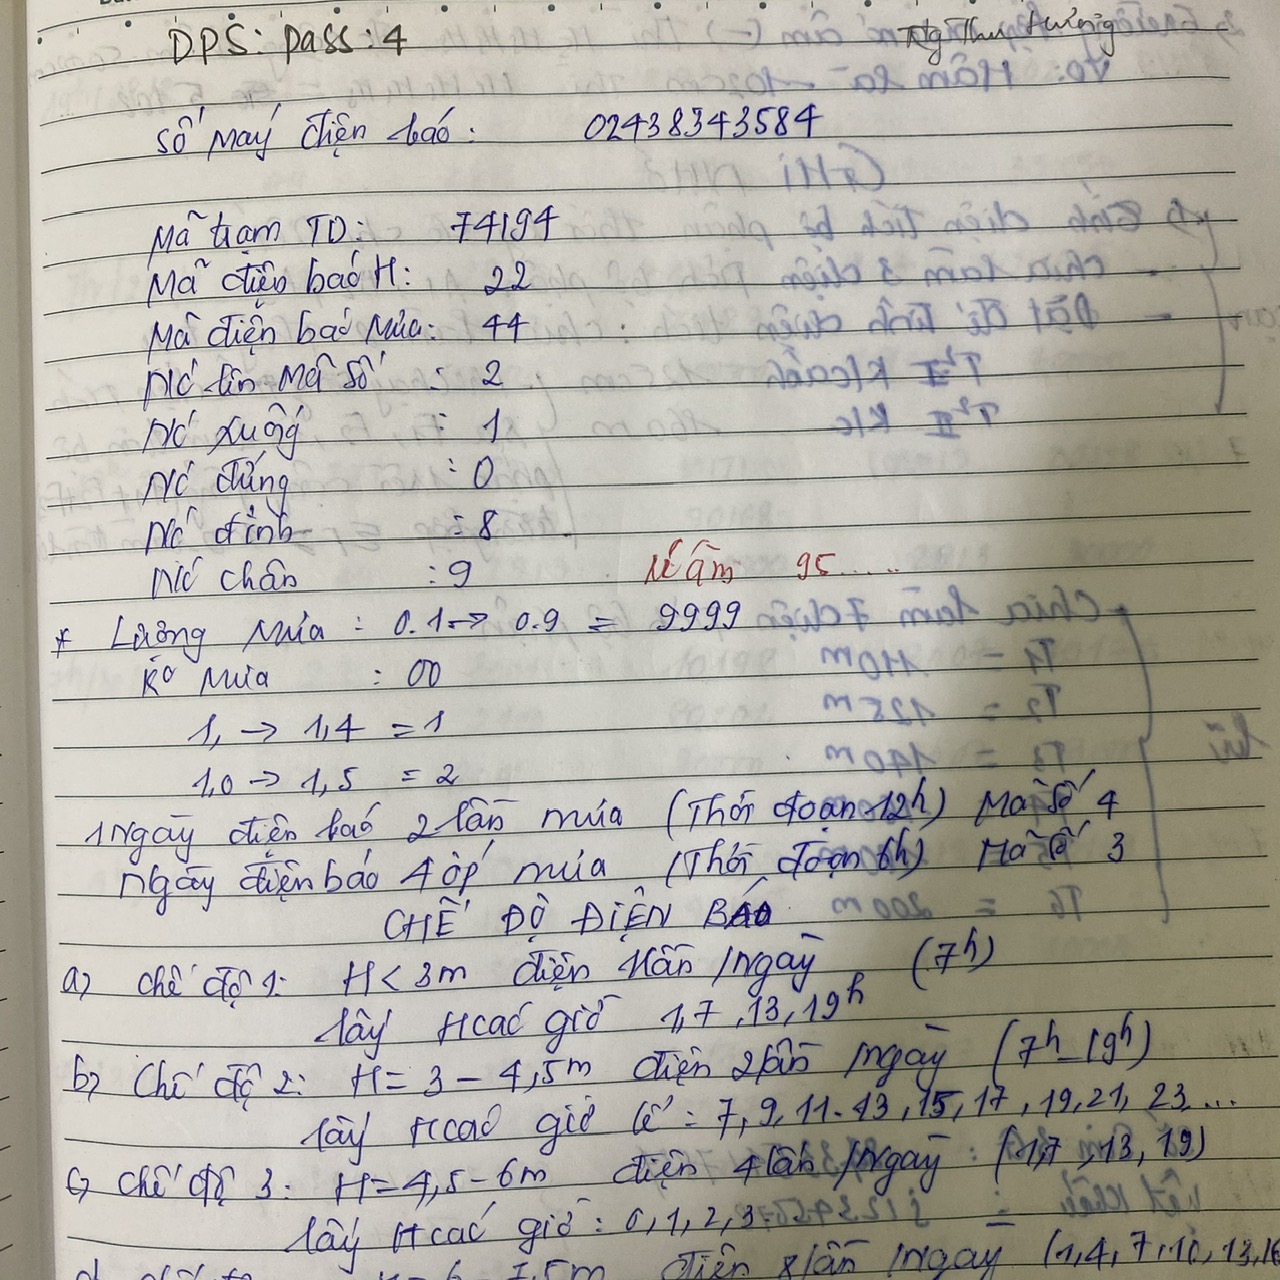 DPS: pass: 4
Ng Thu Hương
Số máy điện báo: 02438343584
Mã trạm TD: 74194
Mã điện báo H: 22
Mã điện báo Mưa: 44
Nc lên Mã số : 2
Nc xuống : 1
Nc đứng : 0
Nc đỉnh : 8
Nc chân : 9
95.....
* Lượng Mưa : 0.1 → 0.9 = 9999
Ko Mưa : 00
1, → 1,4 = 1
1,0 → 1,5 = 2
1 Ngày điện báo 2 lần mưa (Thời đoạn 12h) Mã số 4
Ngày điện báo 4 ốp mưa (Thời đoạn 6h) Mã số 3
CHẾ ĐỘ ĐIỆN BÁO
a) Chế độ 1: H < 3m điện 1 lần /ngày (7h)
lấy H các giờ 1,7,13,19h
b) Chế độ 2: H = 3 - 4,5m điện 2 lần /ngày (7h - 19h)
lấy H các giờ lẻ : 7, 9, 11. 13, 15, 17, 19, 21, 23...
c) Chế độ 3: H = 4,5 - 6m điện 4 lần /ngày : (1,7, 13, 19)
lấy H các giờ : 0,1,2,3
điện 8 lần /ngày (1,4,7,10,13,16